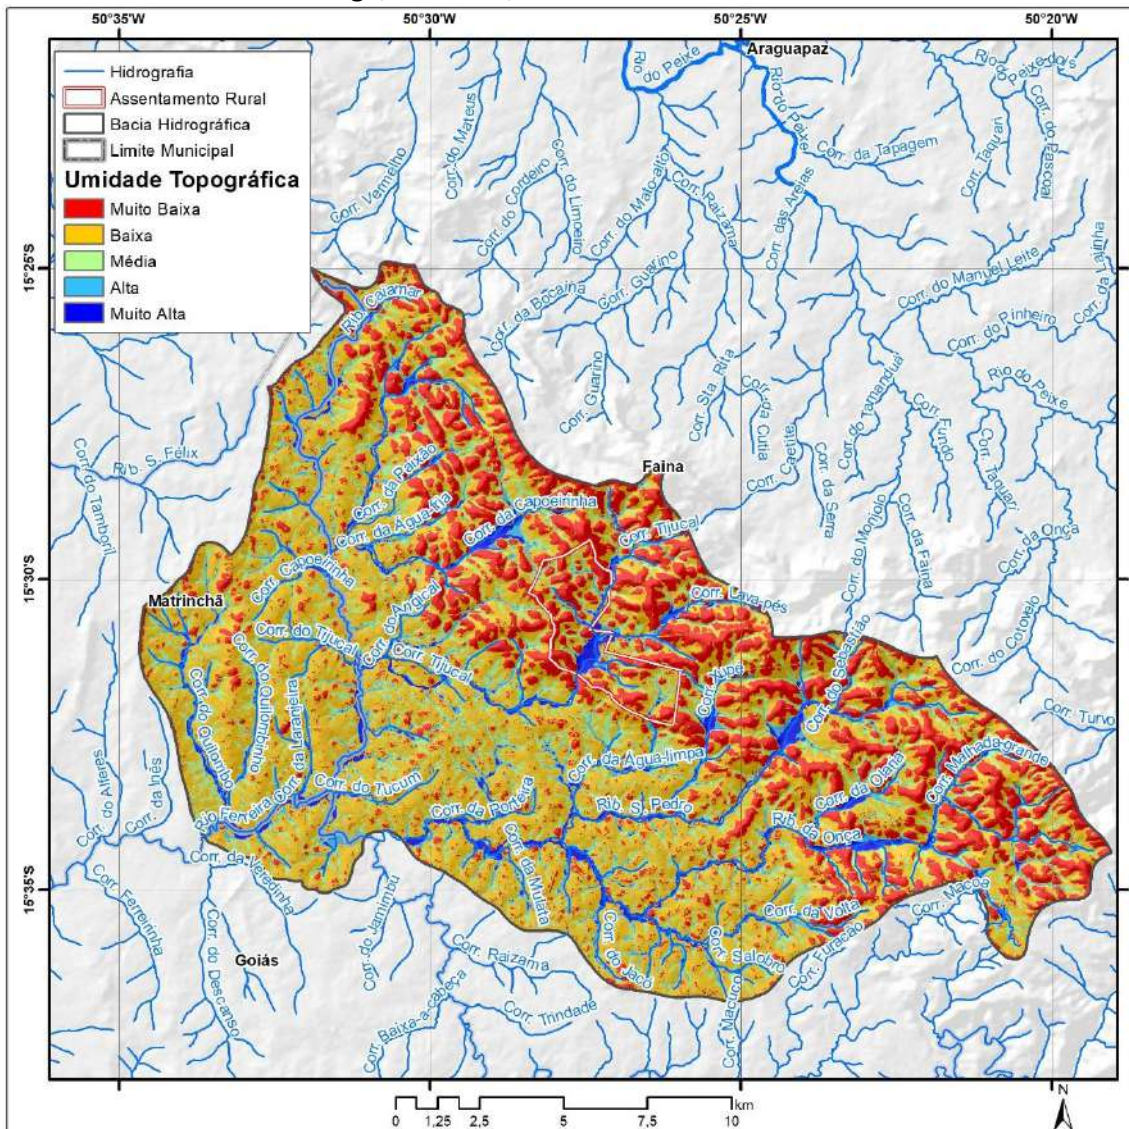 50°35'W
50°30'W
50°25'W
50°20'W
Hidrografia
Assentamento Rural
Bacia Hidrográfica
Limite Municipal
Umidade Topográfica
Muito Baixa
Baixa
Média
Alta
Muito Alta
Araguapaz
Rio do Peixe
Rio do Peixe
Corr. do Mateus
Corr. Vermelho
Corr. do Cordeiro
Corr. do Limoeiro
Corr. do Mato alto
Corr. Raizama
Corr. das Areias
Corr. da Tapagem
Corr. Taquari
Corr. do Pascoal
15°25'S
Rib. Caiamar
Corr. da Bocaina
Corr. Guarino
Corr. do Manuel Leite
Corr. do Pinheiro
Corr. Guarino
Corr. Sta. Rita
Corr. da Cutia
Corr. Caetité
Corr. da Serra
Corr. do Tamanduá
Corr. Fundo
Rio do Peixe
Corr. Taquari
Rib. S. Félix
Corr. do Tamboril
Corr. da Paixão
Corr. da Água-fria
Corr. da Capoeirinha
Faina
Corr. Tijucal
Corr. do Monjolo
Corr. da Faina
Corr. da Onça
15°30'S
Corr. Capoeirinha
Matrinchã
Corr. do Angical
Corr. Lava-pés
Corr. do Tijucal
Corr. Tijucal
Corr. do Sebastião
Corr. do Cotovelo
Corr. Xupé
Corr. do Quilombo
Corr. do Quilombinho
Corr. da Laranjeira
Corr. Turvo
Corr. da Água-limpa
Corr. Malhada-grande
Corr. do Alferes
Corr. da Inês
Corr. do Tucum
Corr. da Porteira
Rib. S. Pedro
Corr. da Olaria
Rio Ferreira
Rib. da Onça
Corr. da Veredinha
Corr. Ferreirinha
Corr. do Jamimbú
Corr. da Mulata
15°35'S
Corr. Macoa
Corr. da Volta
Corr. do Descanso
Goiás
Corr. do Jacó
Corr. Salobro
Corr. Furacão
Corr. Raizama
Corr. Baixa-a-cabeça
Corr. Trindade
Corr. Macuco
N
km
0 1,25 2,5 5 7,5 10